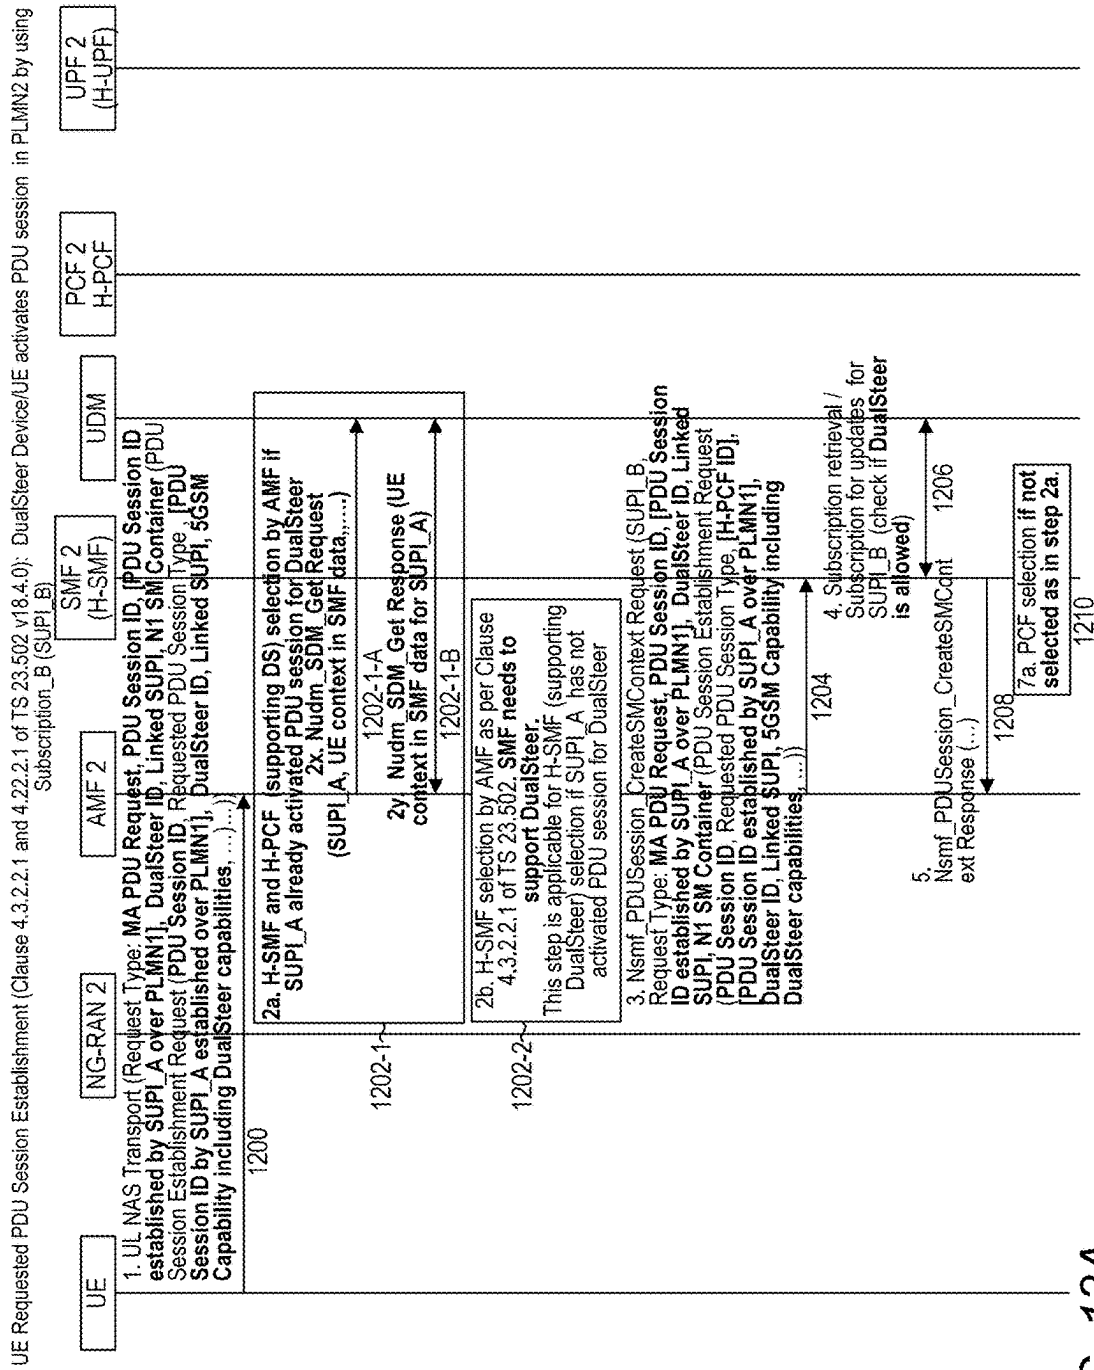 UE Requested PDU Session Establishment (Clause 4.3.2.2.1 and 4.22.2.1 of TS 23.502 v18.4.0): DualSteer Device/UE activates PDU session in PLMN2 by using
Subscription_B (SUPI_B)
UE
NG-RAN 2
AMF 2
SMF 2
(H-SMF)
UDM
PCF 2
H-PCF
UPF 2
(H-UPF)
1. UL NAS Transport (Request Type: MA PDU Request, PDU Session ID, [PDU Session ID
established by SUPI_A over PLMN1], DualSteer ID, Linked SUPI, N1 SM Container (PDU
Session Establishment Request (PDU Session ID, Requested PDU Session Type , [PDU
Session ID by SUPI_A established over PLMN1], DualSteer ID, Linked SUPI, 5GSM
Capability including DualSteer capabilities, ...)...))
1200
2a. H-SMF and H-PCF (supporting DS) selection by AMF if
SUPI_A already activated PDU session for DualSteer
2x. Nudm_SDM_Get Request
(SUPI_A, UE context in SMF data,....)
1202-1-A
2y. Nudm_SDM_Get Response (UE
context in SMF data for SUPI_A)
1202-1-B
1202-1
2b. H-SMF selection by AMF as per Clause
4.3.2.2.1 of TS 23.502. SMF needs to
support DualSteer.
This step is applicable for H-SMF (supporting
DualSteer) selection if SUPI_A has not
activated PDU session for DualSteer
1202-2
3. Nsmf_PDUSession_CreateSMContext Request (SUPI_B,
Request Type: MA PDU Request, PDU Session ID, [PDU Session
ID established by SUPI_A over PLMN1], DualSteer ID, Linked
SUPI, N1 SM Container (PDU Session Establishment Request
(PDU Session ID, Requested PDU Session Type, [H-PCF ID],
[PDU Session ID established by SUPI_A over PLMN1],
DualSteer ID, Linked SUPI, 5GSM Capability including
DualSteer capabilities, ...))
1204
4. Subscription retrieval /
Subscription for updates for
SUPI_B (check if DualSteer
is allowed)
1206
5.
Nsmf_PDUSession_CreateSMCont
ext Response (...)
1208
7a. PCF selection if not
selected as in step 2a.
1210